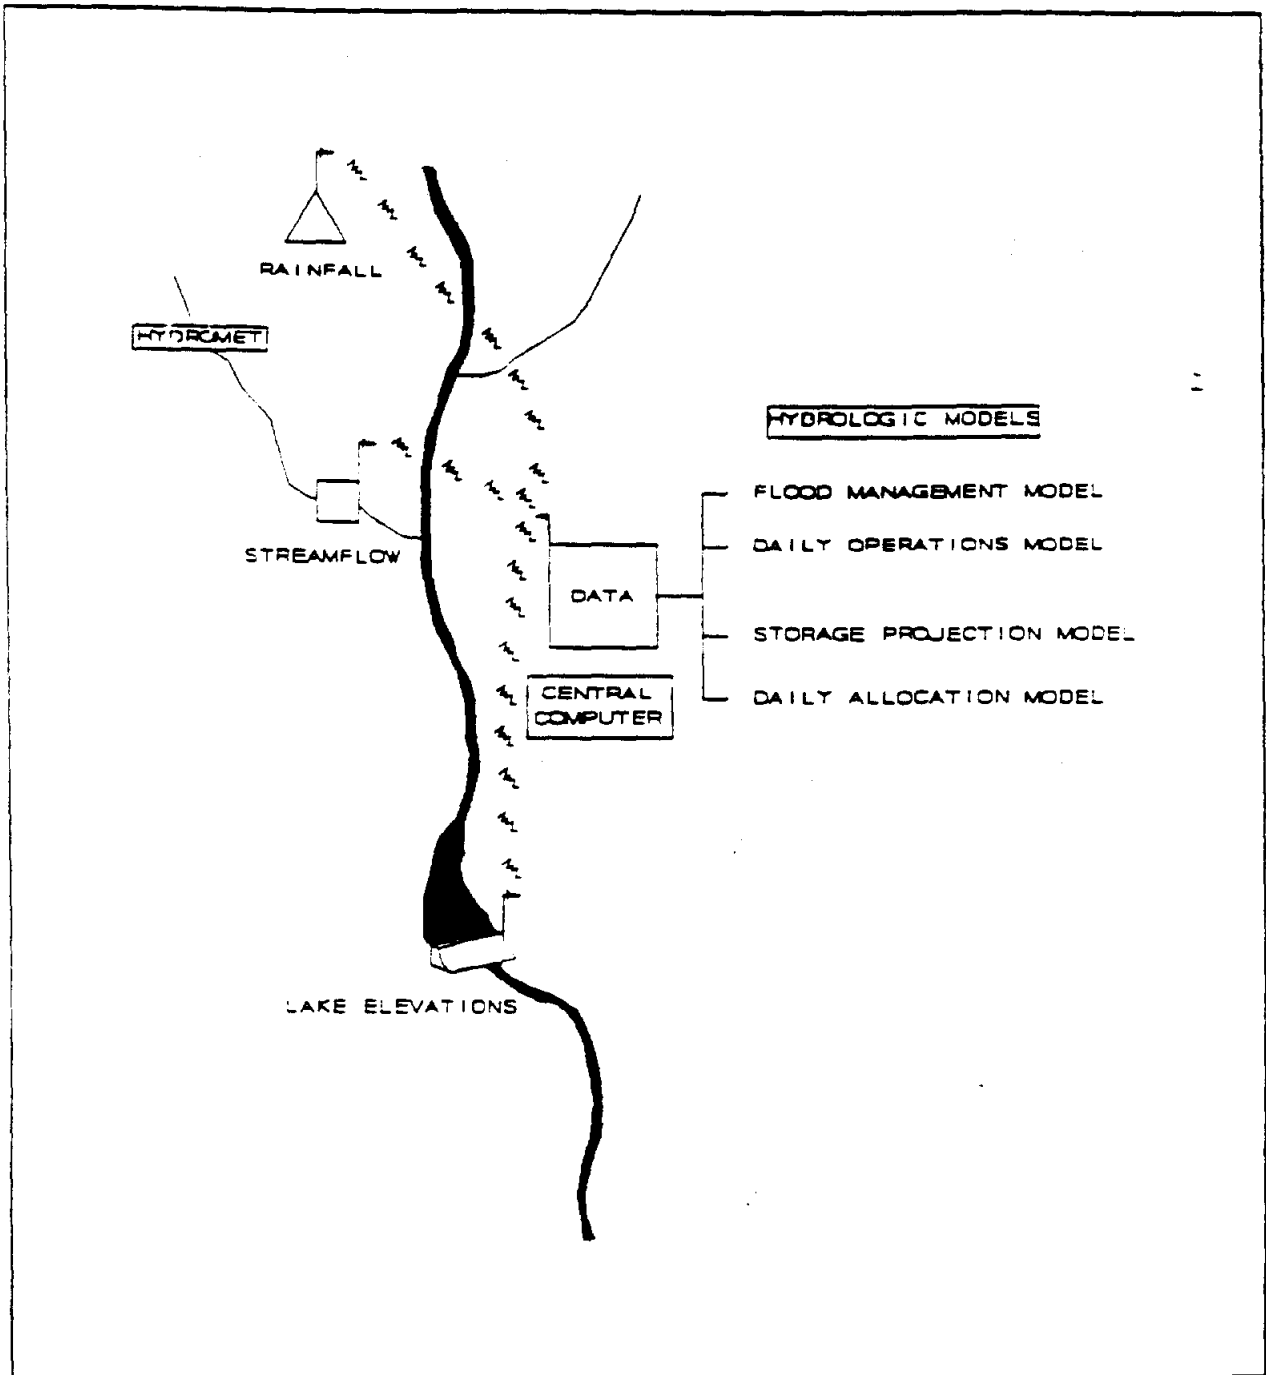 RAINFALL
HYDROMET
HYDROLOGIC MODELS
FLOOD MANAGEMENT MODEL
STREAMFLOW
DAILY OPERATIONS MODEL
DATA
STORAGE PROJECTION MODEL
CENTRAL
COMPUTER
DAILY ALLOCATION MODEL
LAKE ELEVATIONS